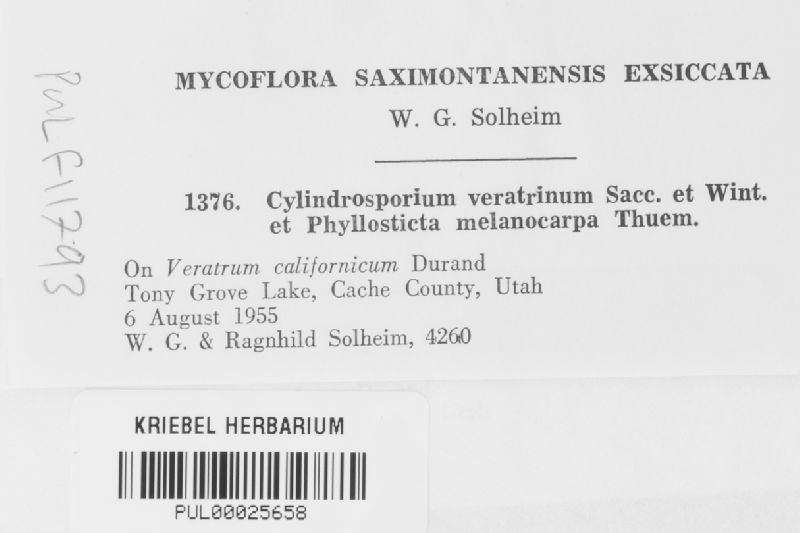 MYCOFLORA SAXIMONTANENSIS EXSICCATA
W. G. Solheim
1376. Cylindrosporium veratrinum Sacc. et Wint.
et Phyllosticta melanocarpa Thuem.
On Veratrum californicum Durand
Tony Grove Lake, Cache County, Utah
6 August 1955
W. G. & Ragnhild Solheim, 4260
PUL F11793
KRIEBEL HERBARIUM
PUL00025658